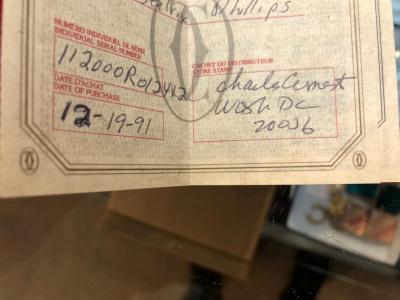 Phillips
NUMÉRO INDIVIDUEL DE SÉRIE
INDIVIDUAL SERIAL NUMBER
112000R012412
CACHET DU DISTRIBUTEUR
STORE STAMP
DATE D'ACHAT
DATE OF PURCHASE
12-19-91
Wash DC
20036